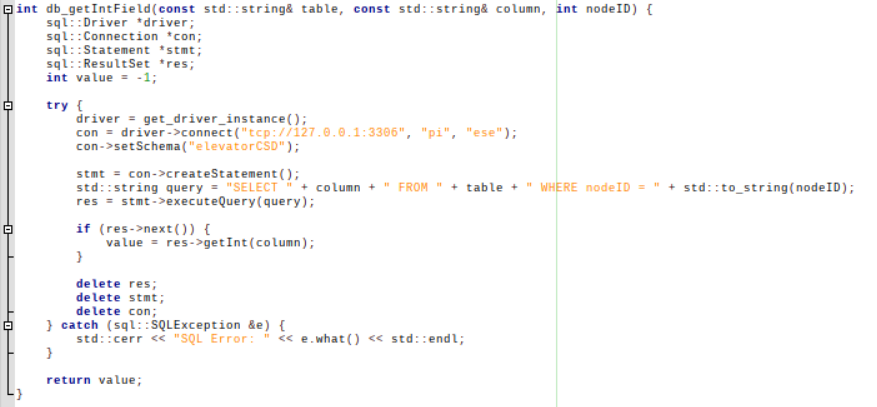 int db_getIntField(const std::string& table, const std::string& column, int nodeID) {
    sql::Driver *driver;
    sql::Connection *con;
    sql::Statement *stmt;
    sql::ResultSet *res;
    int value = -1;

    try {
        driver = get_driver_instance();
        con = driver->connect("tcp://127.0.0.1:3306", "pi", "ese");
        con->setSchema("elevatorCSD");

        stmt = con->createStatement();
        std::string query = "SELECT " + column + " FROM " + table + " WHERE nodeID = " + std::to_string(nodeID);
        res = stmt->executeQuery(query);

        if (res->next()) {
            value = res->getInt(column);
        }

        delete res;
        delete stmt;
        delete con;
    } catch (sql::SQLException &e) {
        std::cerr << "SQL Error: " << e.what() << std::endl;
    }

    return value;
}